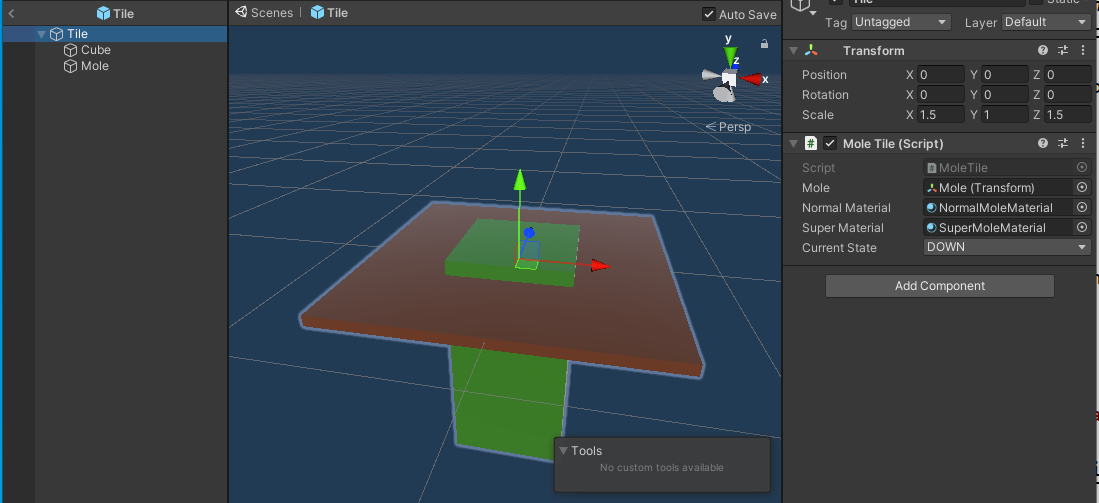 Tile
Tile
Cube
Mole
Scenes | Tile
Auto Save
y
z
x
< Persp
Tools
No custom tools available
Tag Untagged Layer Default
Transform
Position X 0 Y 0 Z 0
Rotation X 0 Y 0 Z 0
Scale X 1.5 Y 1 Z 1.5
# Mole Tile (Script)
Script MoleTile
Mole Mole (Transform)
Normal Material NormalMoleMaterial
Super Material SuperMoleMaterial
Current State DOWN
Add Component